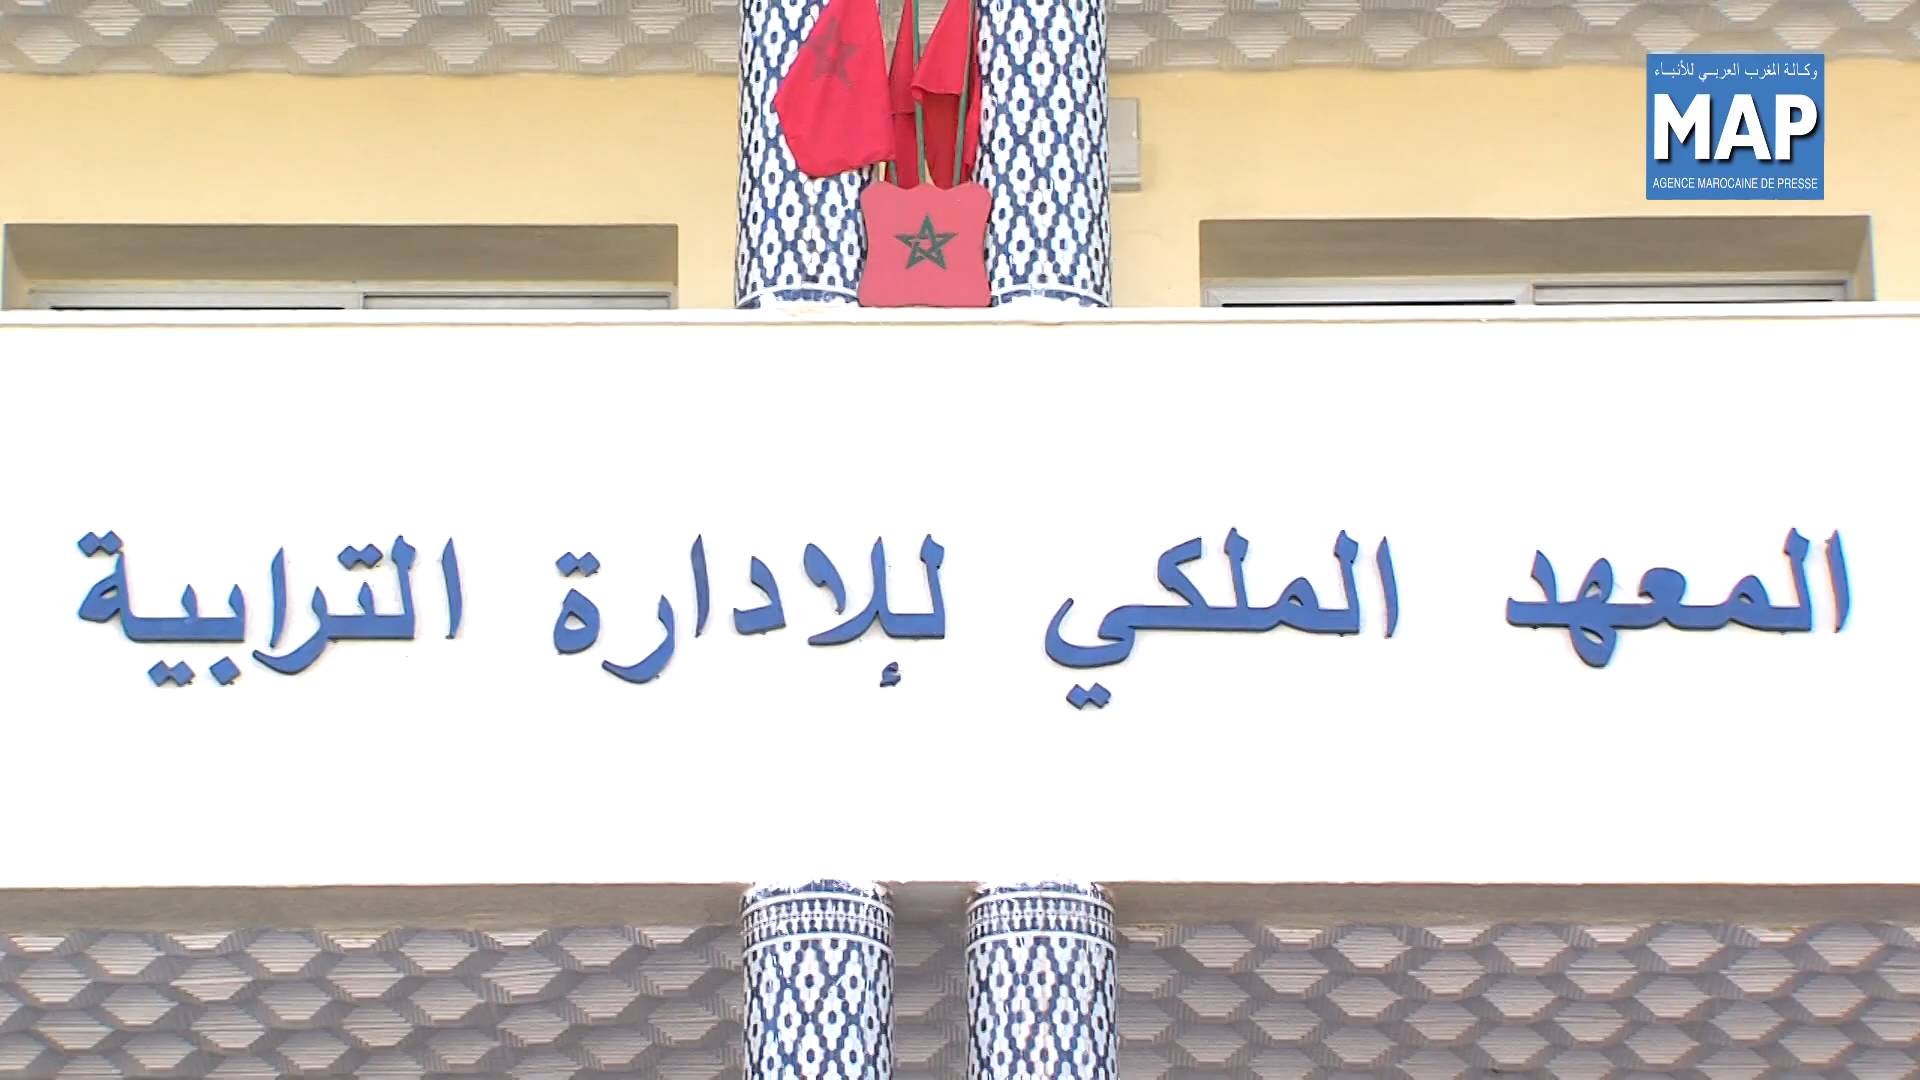 وكالة المغرب العربي للأنباء
MAP
AGENCE MAROCAINE DE PRESSE
المعهد الملكي للإدارة الترابية